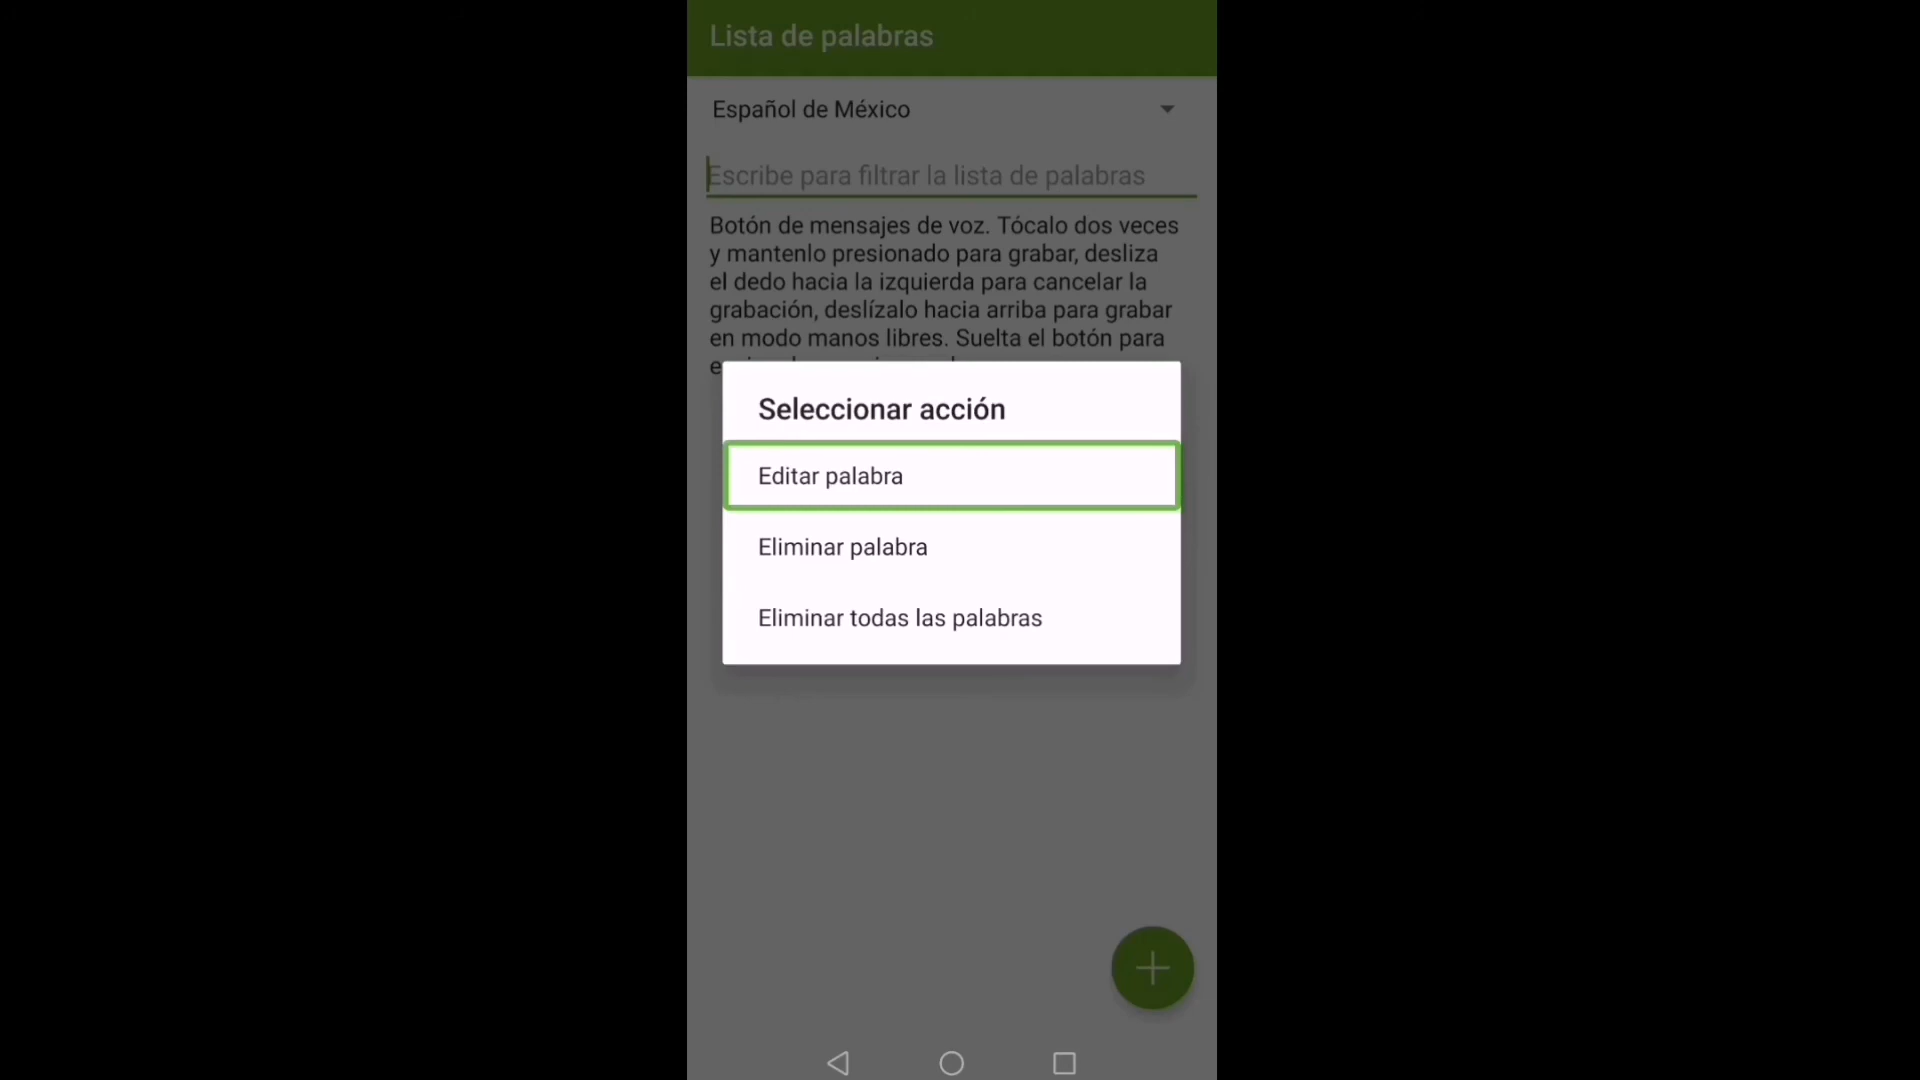 Lista de palabras
Español de México
Escribe para filtrar la lista de palabras
Botón de mensajes de voz. Tócalo dos veces
y mantenlo presionado para grabar, desliza
el dedo hacia la izquierda para cancelar la
grabación, deslízalo hacia arriba para grabar
en modo manos libres. Suelta el botón para
Seleccionar acción
Editar palabra
Eliminar palabra
Eliminar todas las palabras